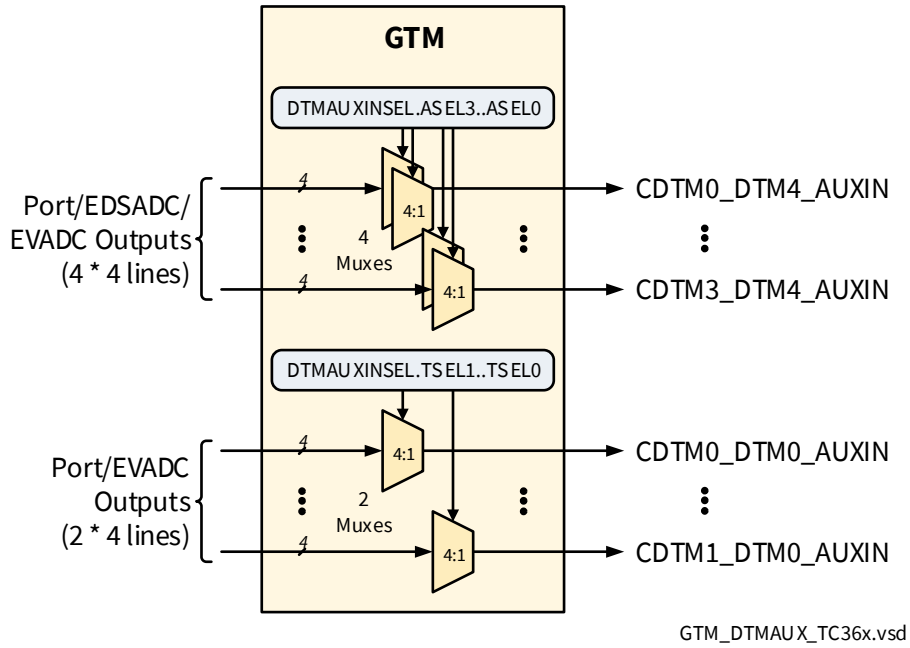 GTM
DTMAUXINSEL.ASEL3..ASEL0
Port/EDSADC/
EVADC Outputs
(4 * 4 lines)
4
4:1
4
Muxes
4
4:1
CDTM0_DTM4_AUXIN
CDTM3_DTM4_AUXIN
DTMAUXINSEL.TSEL1..TSEL0
Port/EVADC
Outputs
(2 * 4 lines)
4
4:1
2
Muxes
4
4:1
CDTM0_DTM0_AUXIN
CDTM1_DTM0_AUXIN
GTM_DTMAUX_TC36x.vsd